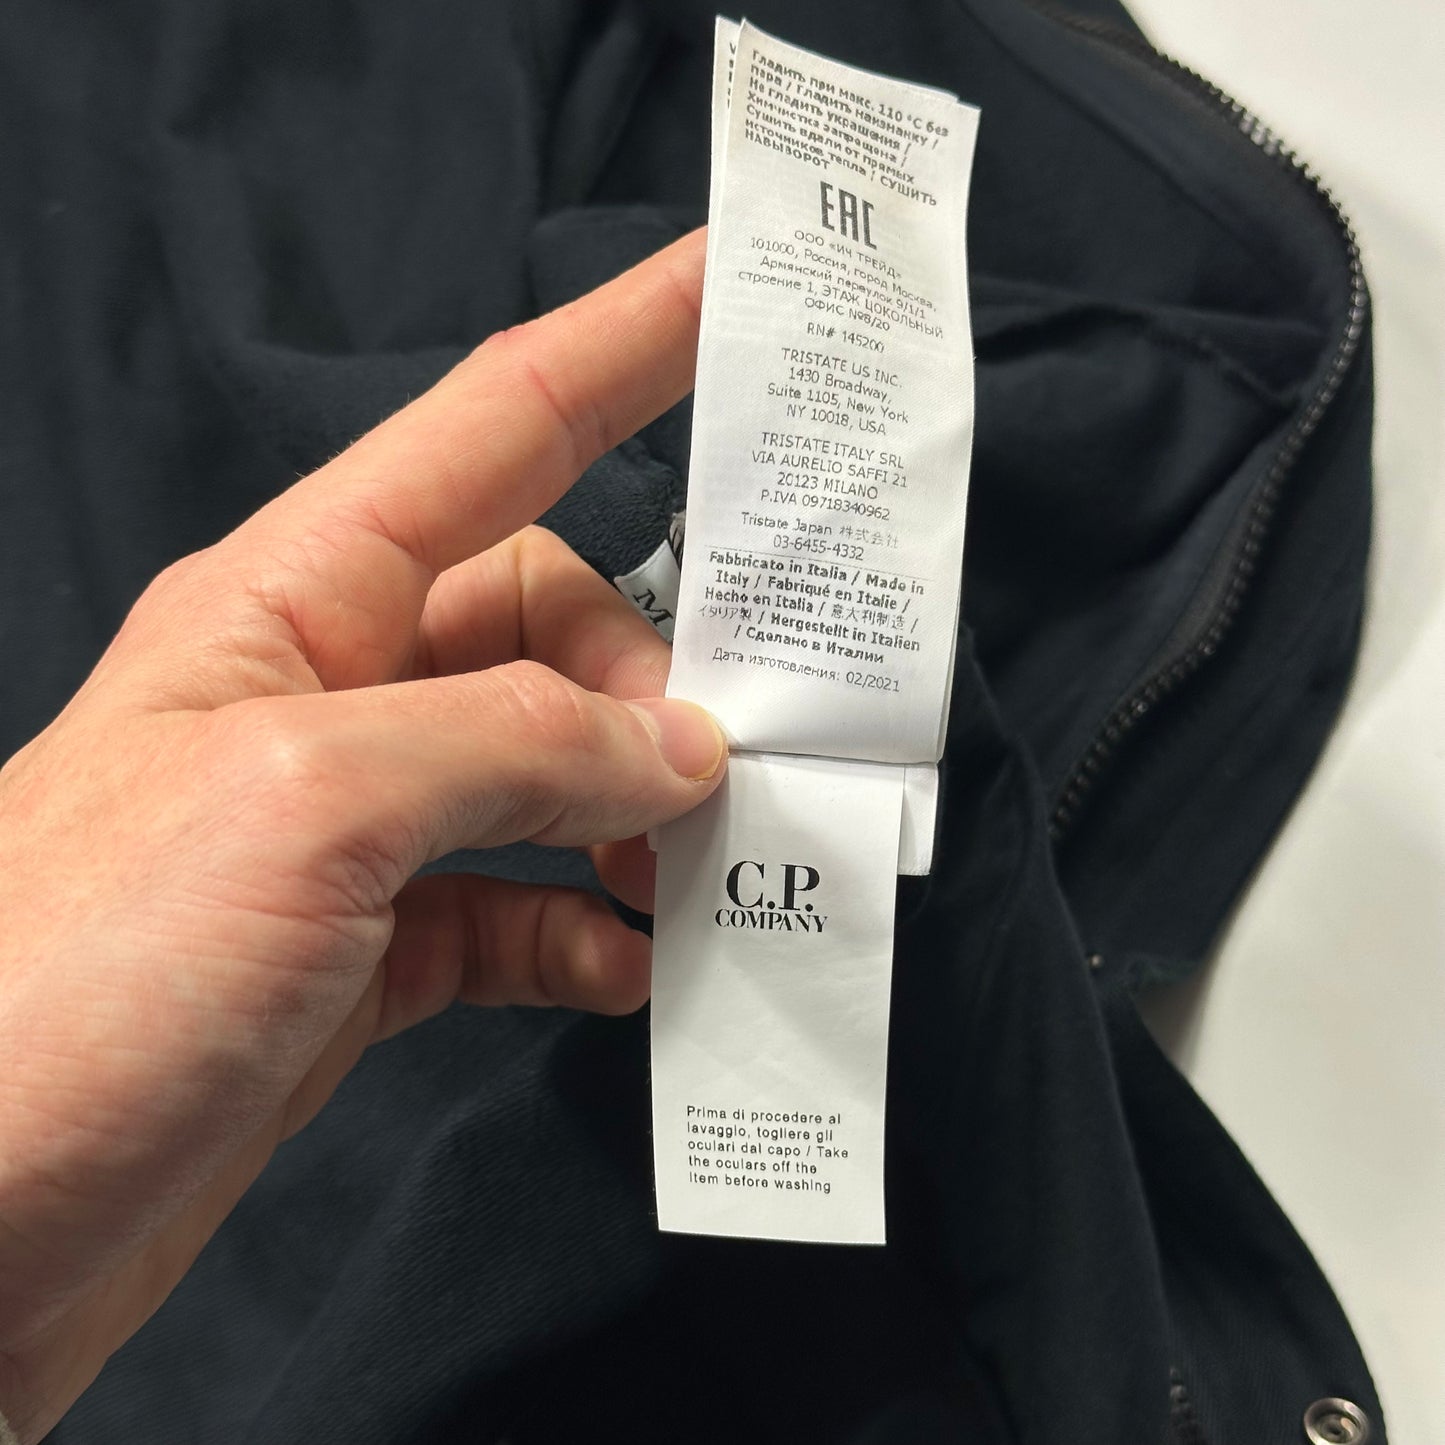 Гладить при макс. 110 °C без
пара / Гладить наизнанку /
Не гладить украшения /
Химчистка запрещена /
Сушить вдали от прямых
источников тепла / СУШИТЬ
НАВЫВОРОТ
EAC
ООО «ИЧ ТРЕЙД»
101000, Россия, город Москва,
Армянский переулок 9/1/1
строение 1, ЭТАЖ ЦОКОЛЬНЫЙ
ОФИС №8/20
RN# 145200
TRISTATE US INC.
1430 Broadway,
Suite 1105, New York
NY 10018, USA
TRISTATE ITALY SRL
VIA AURELIO SAFFI 21
20123 MILANO
P.IVA 09718340962
Tristate Japan 株式会社
03-6455-4332
Fabbricato in Italia / Made in
Italy / Fabriqué en Italie /
Hecho en Italia / 意大利制造 /
イタリア製 / Hergestellt in Italien
/ Сделано в Италии
Дата изготовления: 02/2021
M
C.P.
COMPANY
Prima di procedere al
lavaggio, togliere gli
oculari dal capo / Take
the oculars off the
item before washing